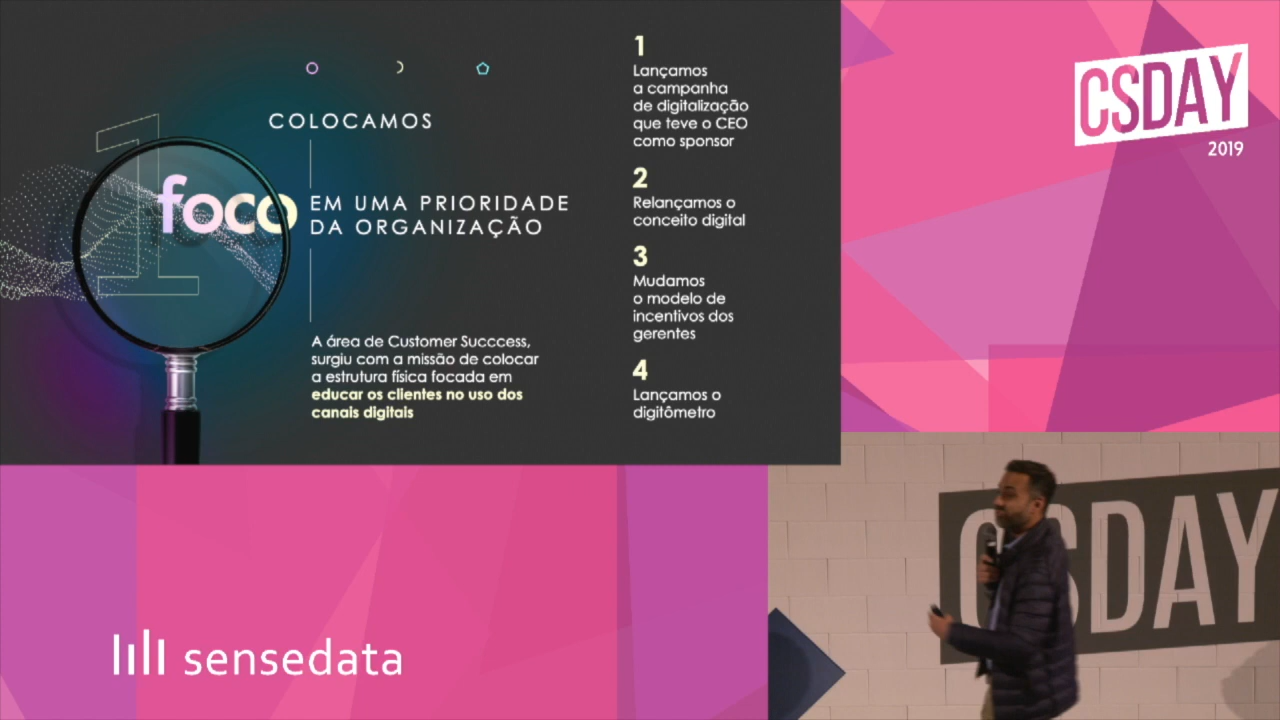 1
COLOCAMOS
foco
EM UMA PRIORIDADE
DA ORGANIZAÇÃO
A área de Customer Succcess,
surgiu com a missão de colocar
a estrutura física focada em
educar os clientes no uso dos
canais digitais
1
Lançamos
a campanha
de digitalização
que teve o CEO
como sponsor
2
Relançamos o
conceito digital
3
Mudamos
o modelo de
incentivos dos
gerentes
4
Lançamos o
digitômetro
CSDAY
2019
sensedata
CSDAY